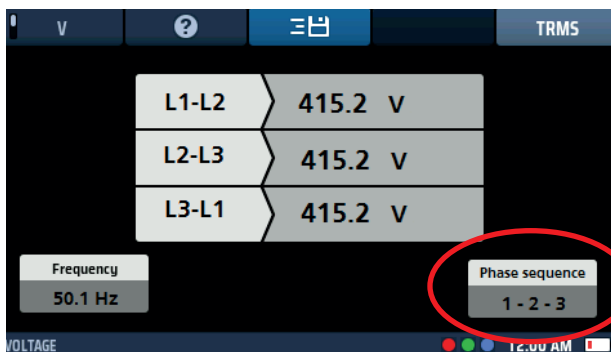 V ? TRMS
L1-L2 415.2 V
L2-L3 415.2 V
L3-L1 415.2 V
Frequency
50.1 Hz
Phase sequence
1 - 2 - 3
VOLTAGE 12:00 AM